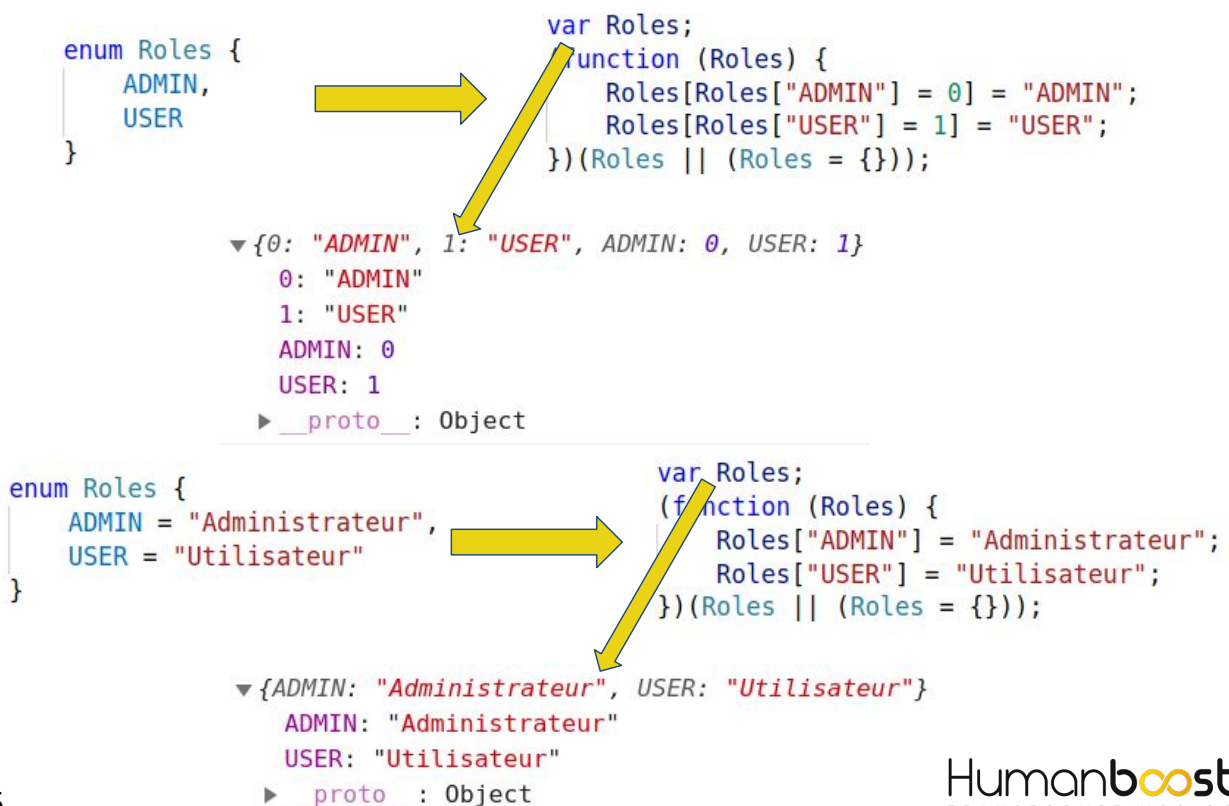 enum Roles {
ADMIN,
USER
}
var Roles;
(function (Roles) {
Roles[Roles["ADMIN"] = 0] = "ADMIN";
Roles[Roles["USER"] = 1] = "USER";
})(Roles || (Roles = {}));
▼{0: "ADMIN", 1: "USER", ADMIN: 0, USER: 1}
0: "ADMIN"
1: "USER"
ADMIN: 0
USER: 1
▶ __proto__: Object
enum Roles {
ADMIN = "Administrateur",
USER = "Utilisateur"
}
var Roles;
(function (Roles) {
Roles["ADMIN"] = "Administrateur";
Roles["USER"] = "Utilisateur";
})(Roles || (Roles = {}));
▼{ADMIN: "Administrateur", USER: "Utilisateur"}
ADMIN: "Administrateur"
USER: "Utilisateur"
▶ __proto__: Object
Humanboost